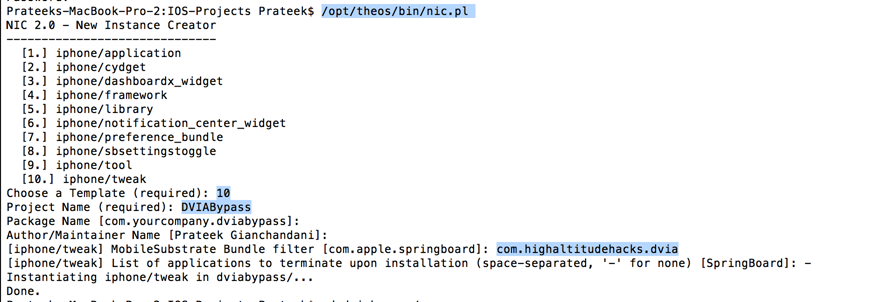 Prateeks-MacBook-Pro-2:IOS-Projects Prateek$ /opt/theos/bin/nic.pl
NIC 2.0 - New Instance Creator
------------------------------
[1.] iphone/application
[2.] iphone/cydget
[3.] iphone/dashboardx_widget
[4.] iphone/framework
[5.] iphone/library
[6.] iphone/notification_center_widget
[7.] iphone/preference_bundle
[8.] iphone/sbsettingstoggle
[9.] iphone/tool
[10.] iphone/tweak
Choose a Template (required): 10
Project Name (required): DVIABypass
Package Name [com.yourcompany.dviabypass]:
Author/Maintainer Name [Prateek Gianchandani]:
[iphone/tweak] MobileSubstrate Bundle filter [com.apple.springboard]: com.highaltitudehacks.dvia
[iphone/tweak] List of applications to terminate upon installation (space-separated, '-' for none) [SpringBoard]: -
Instantiating iphone/tweak in dviabypass/...
Done.